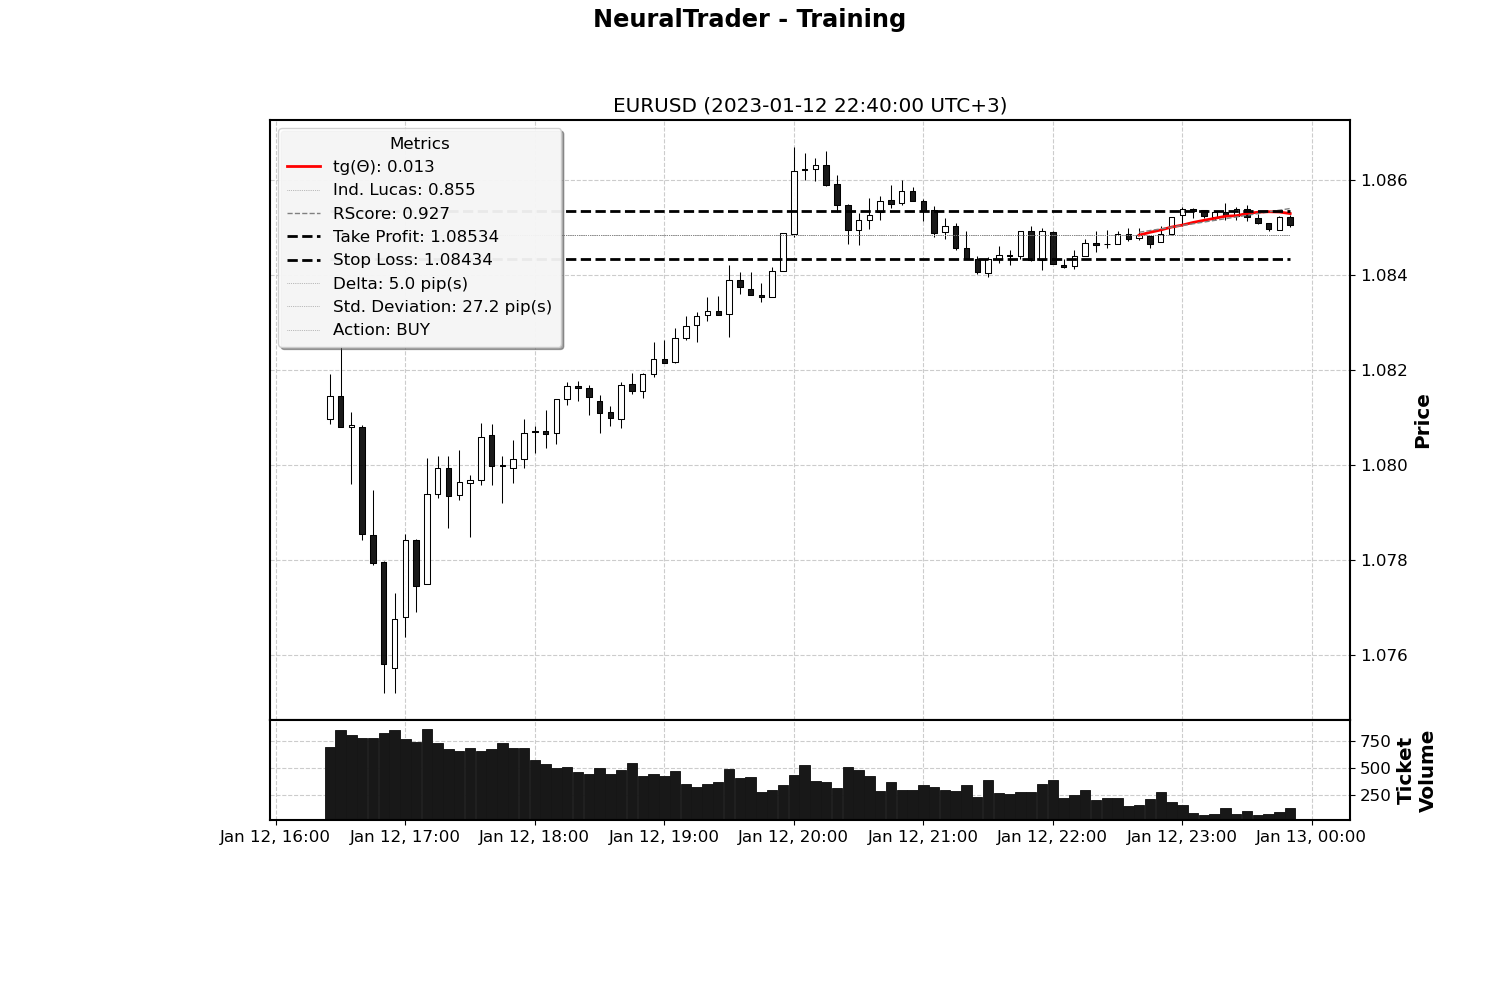 NeuralTrader - Training
EURUSD (2023-01-12 22:40:00 UTC+3)
Metrics
tg(Θ): 0.013
Ind. Lucas: 0.855
RScore: 0.927
Take Profit: 1.08534
Stop Loss: 1.08434
Delta: 5.0 pip(s)
Std. Deviation: 27.2 pip(s)
Action: BUY
1.086
1.084
1.082
1.080
1.078
1.076
Price
750
500
250
Ticket
Volume
Jan 12, 16:00
Jan 12, 17:00
Jan 12, 18:00
Jan 12, 19:00
Jan 12, 20:00
Jan 12, 21:00
Jan 12, 22:00
Jan 12, 23:00
Jan 13, 00:00